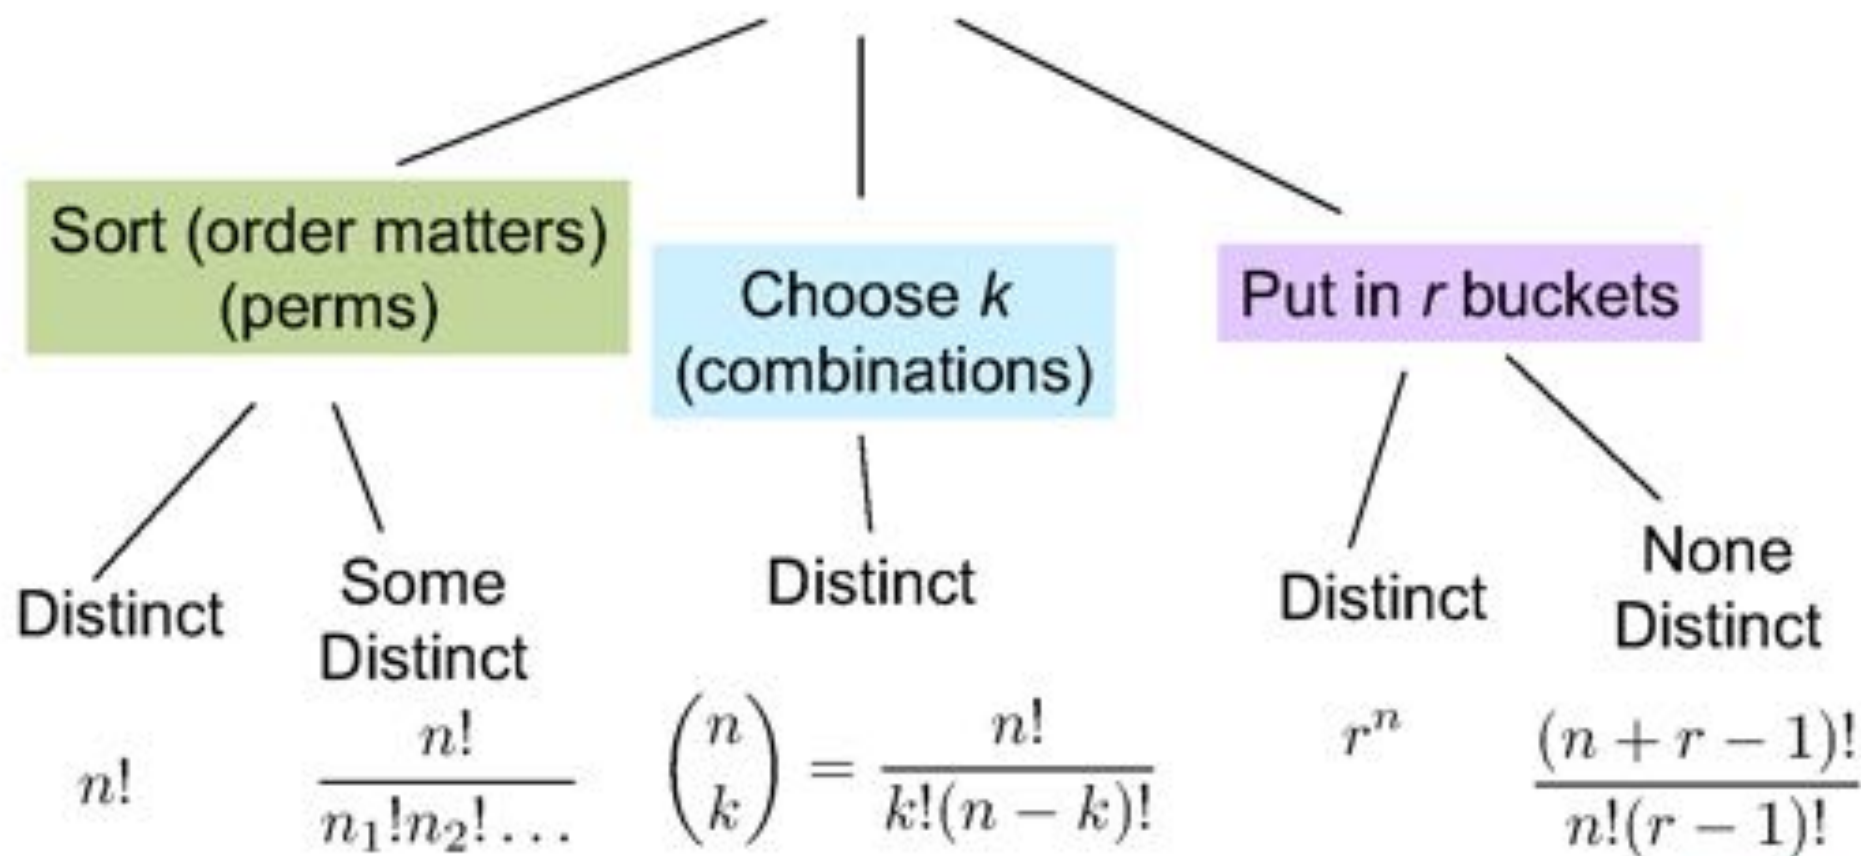 Sort (order matters)
(perms)
Choose k
(combinations)
Put in r buckets
Distinct
Some
Distinct
Distinct
Distinct
None
Distinct
n!
n!
n₁!n₂!...
(n k) = n! / k!(n − k)!
rⁿ
(n + r − 1)!
n!(r − 1)!